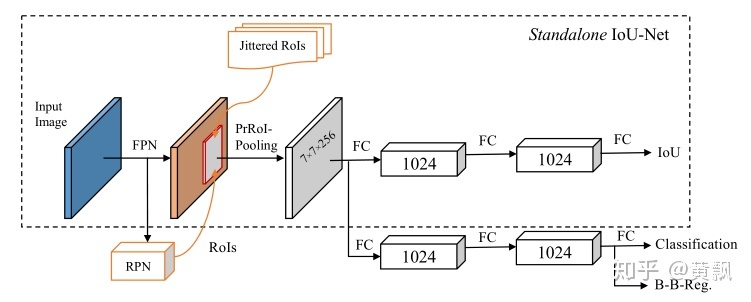 Jittered RoIs
Standalone IoU-Net
Input
Image
FPN
PrRoI-
Pooling
7×7×256
FC
1024
FC
1024
FC
IoU
RPN
RoIs
FC
1024
FC
1024
FC
Classification
B-B-Reg.
知乎 @黄飘